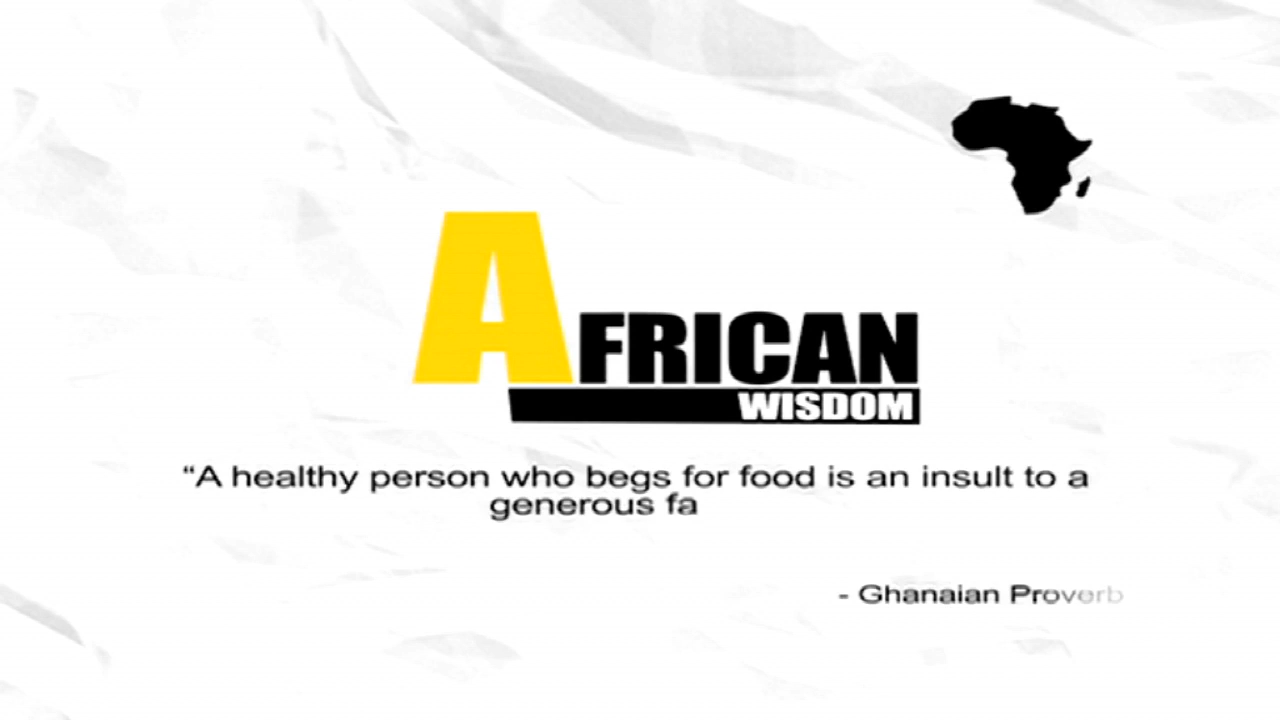 AFRICAN
WISDOM
“A healthy person who begs for food is an insult to a
generous fa
- Ghanaian Proverb